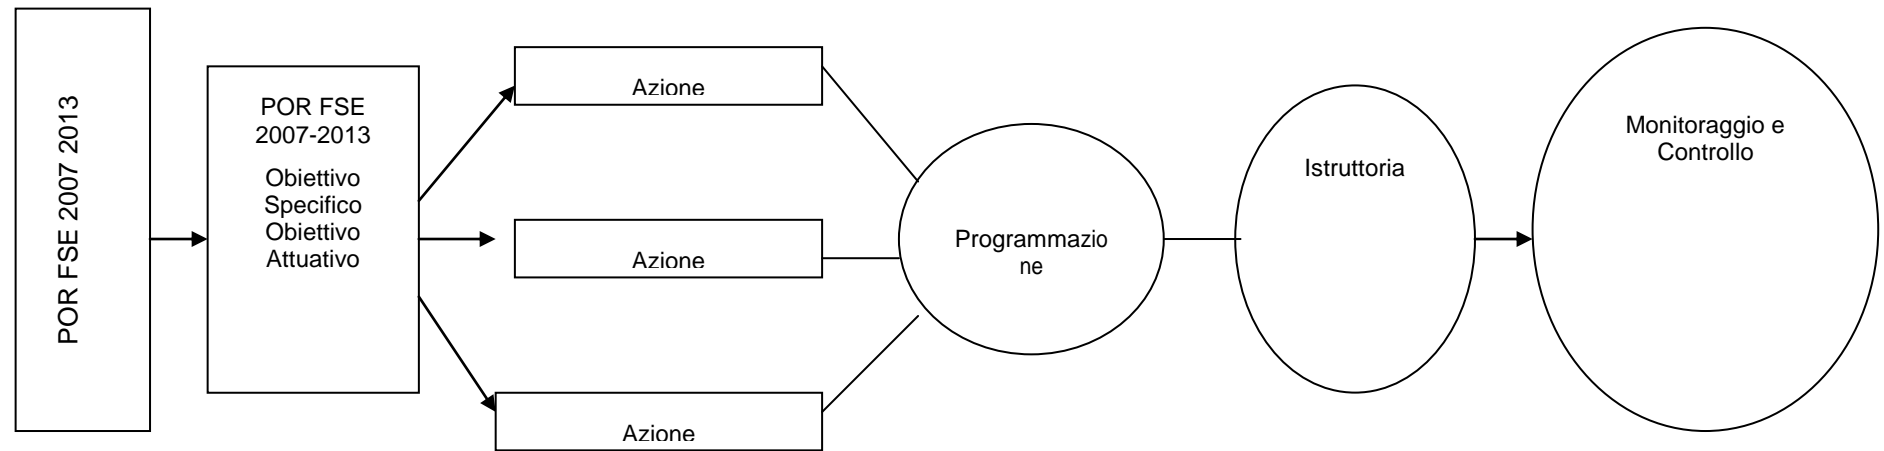 POR FSE 2007 2013
POR FSE
2007-2013
Obiettivo
Specifico
Obiettivo
Attuativo
Azione
Azione
Azione
Programmazio
ne
Istruttoria
Monitoraggio e
Controllo